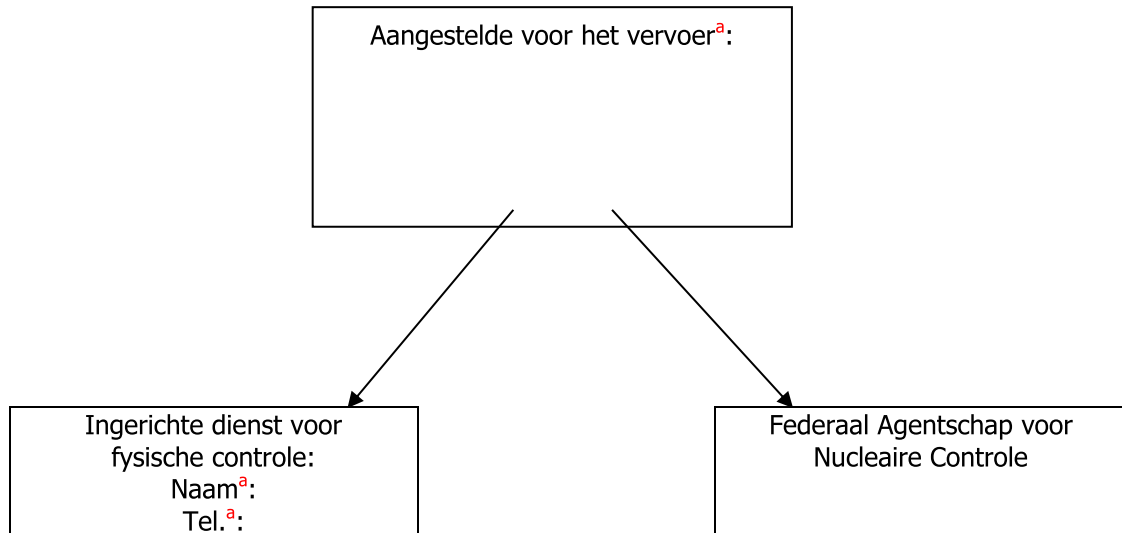 Aangestelde voor het vervoerᵃ:
Ingerichte dienst voor
fysische controle:
Naamᵃ:
Tel.ᵃ:
Federaal Agentschap voor
Nucleaire Controle